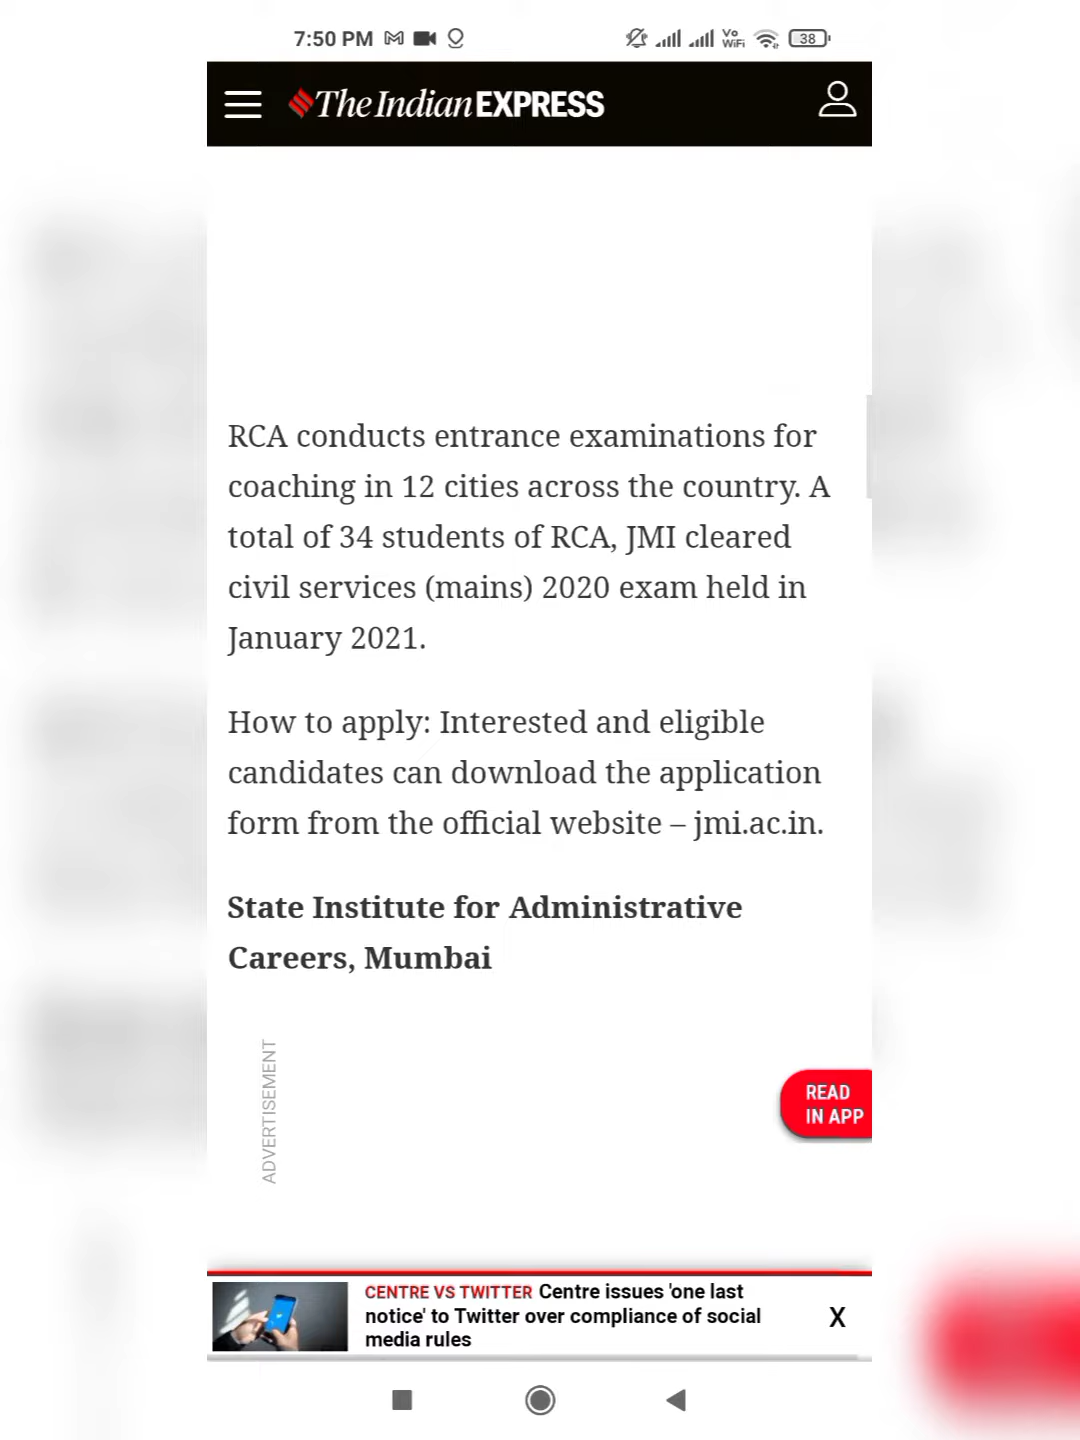 7:50 PM
Vo
WiFi
38
The Indian EXPRESS
RCA conducts entrance examinations for
coaching in 12 cities across the country. A
total of 34 students of RCA, JMI cleared
civil services (mains) 2020 exam held in
January 2021.
How to apply: Interested and eligible
candidates can download the application
form from the official website – jmi.ac.in.
State Institute for Administrative
Careers, Mumbai
ADVERTISEMENT
READ
IN APP
CENTRE VS TWITTER Centre issues 'one last
notice' to Twitter over compliance of social
media rules
X